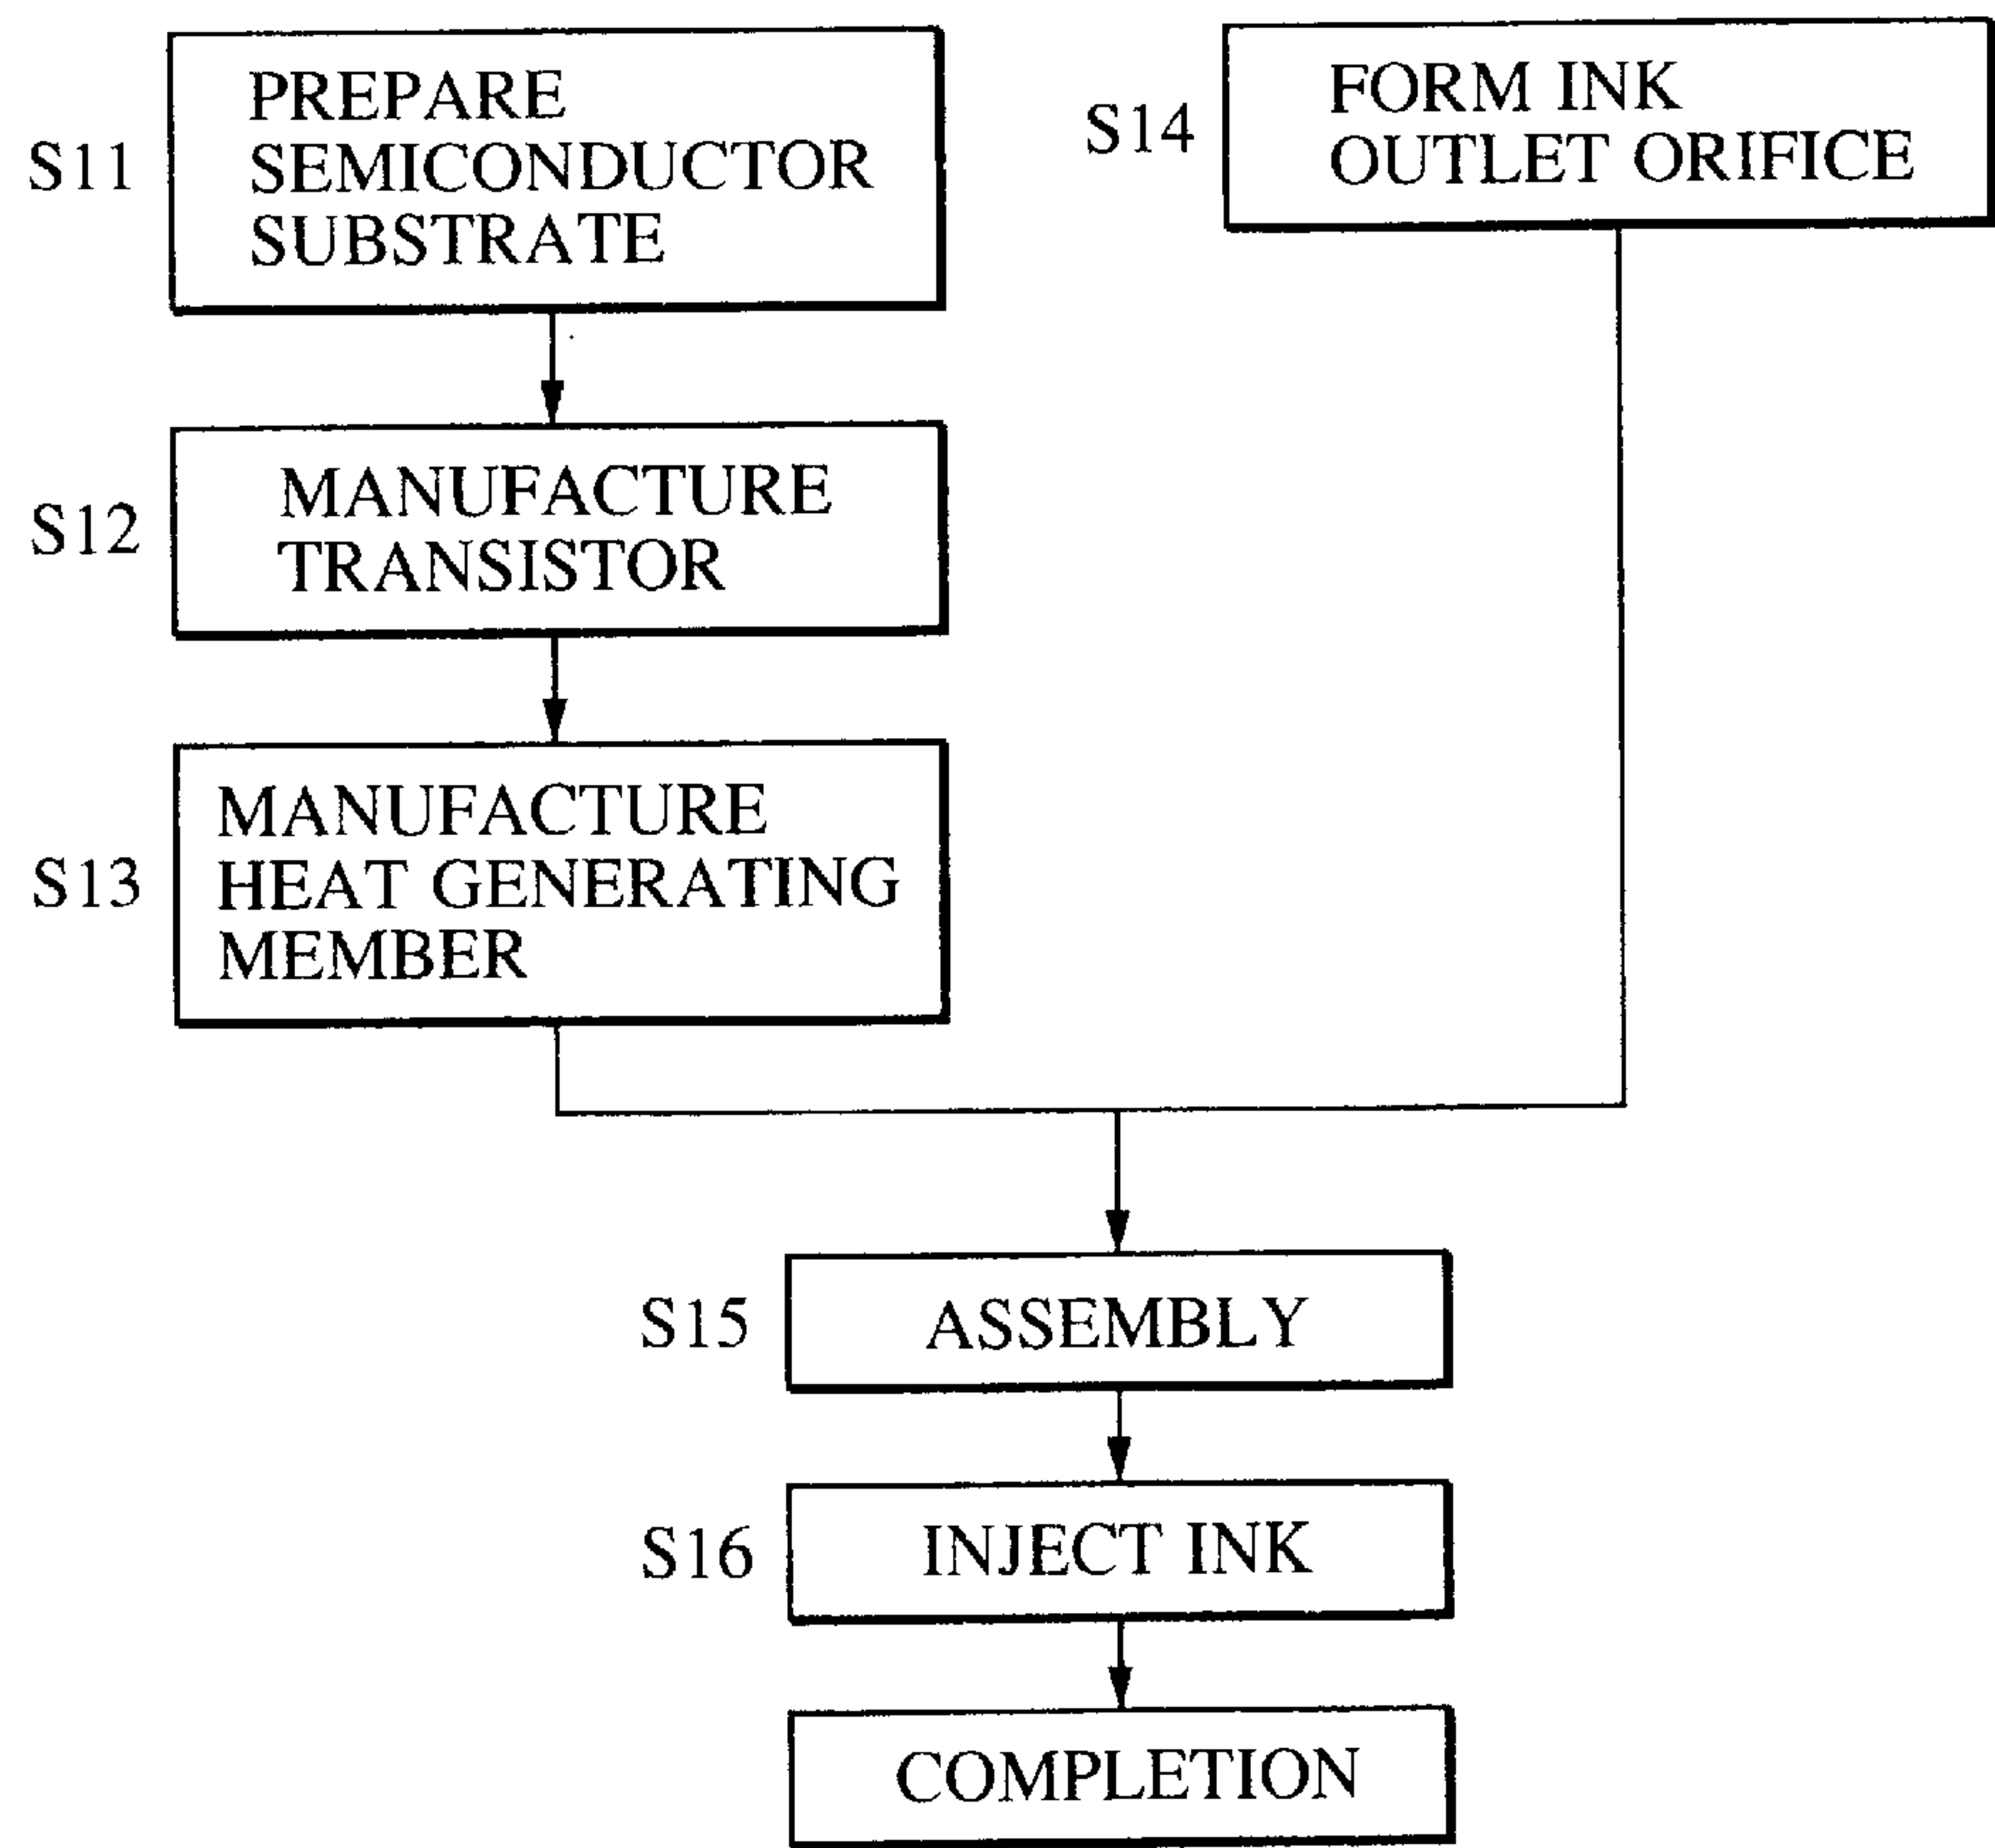 S11
PREPARE
SEMICONDUCTOR
SUBSTRATE
S12
MANUFACTURE
TRANSISTOR
S13
MANUFACTURE
HEAT GENERATING
MEMBER
S14
FORM INK
OUTLET ORIFICE
S15
ASSEMBLY
S16
INJECT INK
COMPLETION